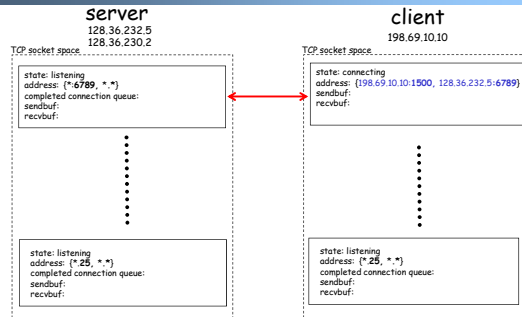 server
128.36.232.5
128.36.230.2
TCP socket space
state: listening
address: {*:6789, *.*}
completed connection queue:
sendbuf:
recvbuf:
state: listening
address: {*.25, *.*}
completed connection queue:
sendbuf:
recvbuf:
client
198.69.10.10
TCP socket space
state: connecting
address: {198.69.10.10:1500, 128.36.232.5:6789}
sendbuf:
recvbuf:
state: listening
address: {*.25, *.*}
completed connection queue:
sendbuf:
recvbuf: